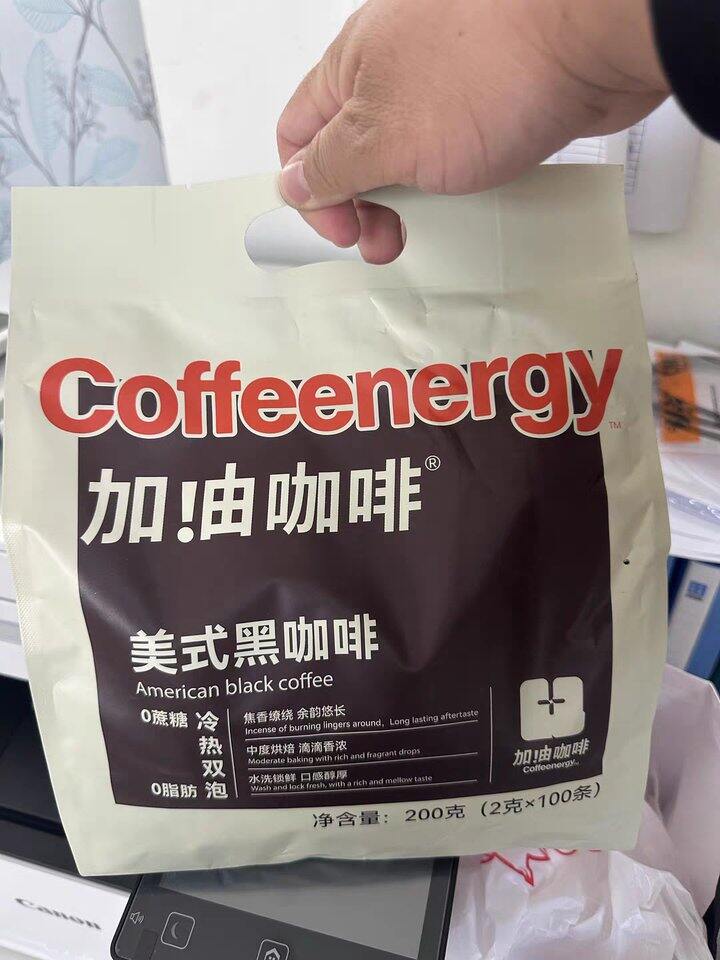 Coffeenergy™
加!由咖啡®
美式黑咖啡
American black coffee
0蔗糖
0脂肪
冷热双泡
焦香缭绕 余韵悠长
Incense of burning lingers around, Long lasting aftertaste
中度烘焙 滴滴香浓
Moderate baking with rich and fragrant drops
水洗锁鲜 口感醇厚
Wash and lock fresh, with a rich and mellow taste
加!由咖啡
Coffeenergy™
净含量: 200克 (2克×100条)
Canon